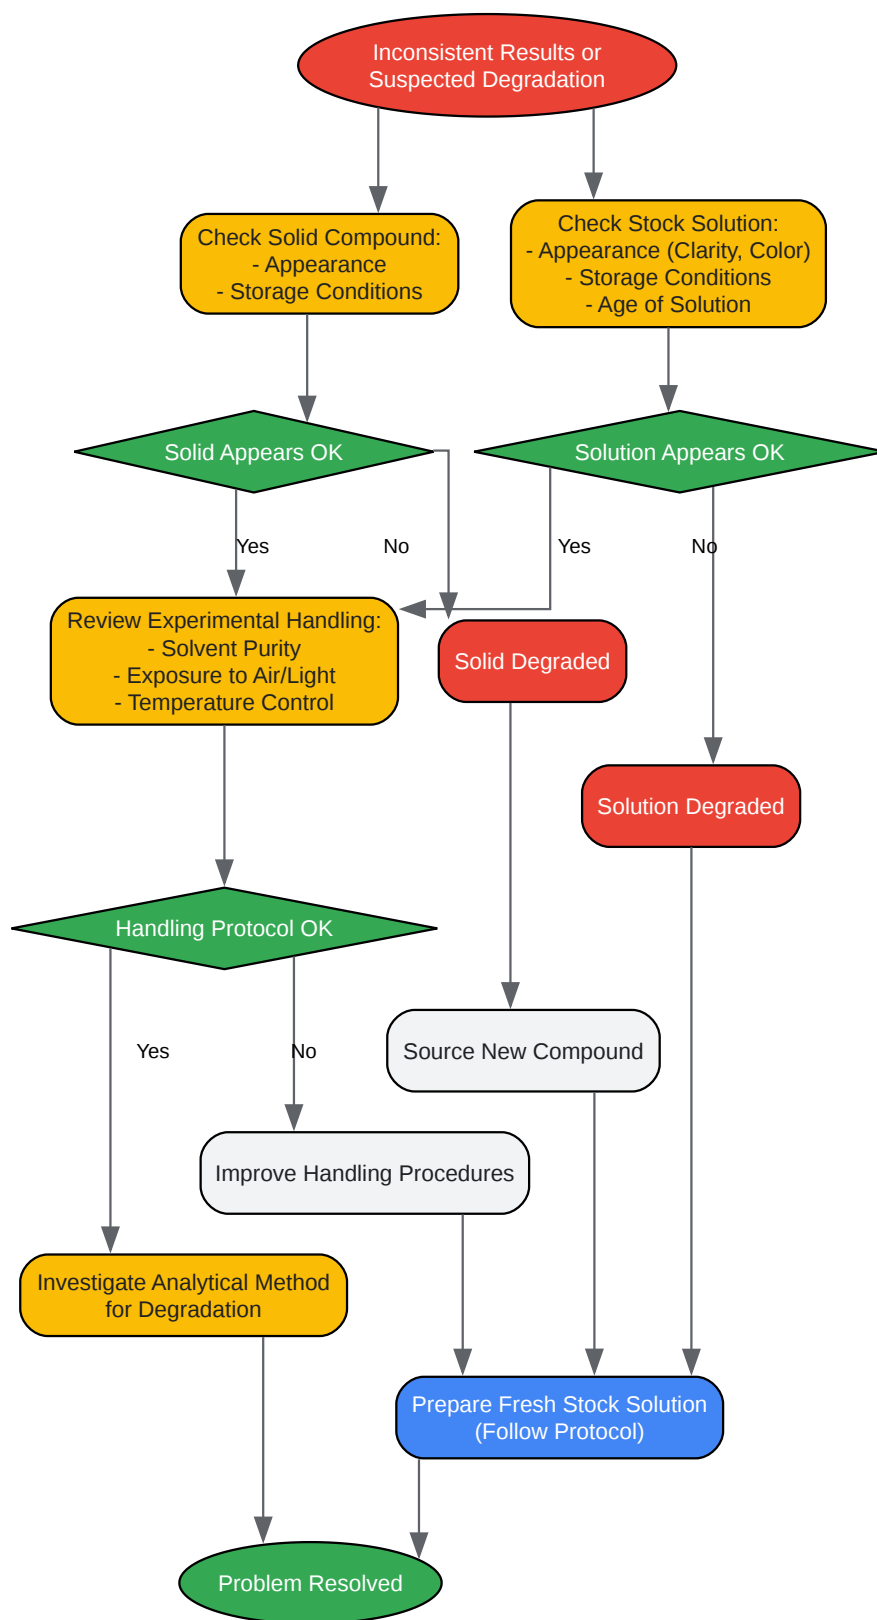 Inconsistent Results or
Suspected Degradation
Check Solid Compound:
- Appearance
- Storage Conditions
Check Stock Solution:
- Appearance (Clarity, Color)
- Storage Conditions
- Age of Solution
Solid Appears OK
Solution Appears OK
Yes
No
Yes
No
Review Experimental Handling:
- Solvent Purity
- Exposure to Air/Light
- Temperature Control
Solid Degraded
Solution Degraded
Handling Protocol OK
Yes
No
Source New Compound
Improve Handling Procedures
Investigate Analytical Method
for Degradation
Prepare Fresh Stock Solution
(Follow Protocol)
Problem Resolved